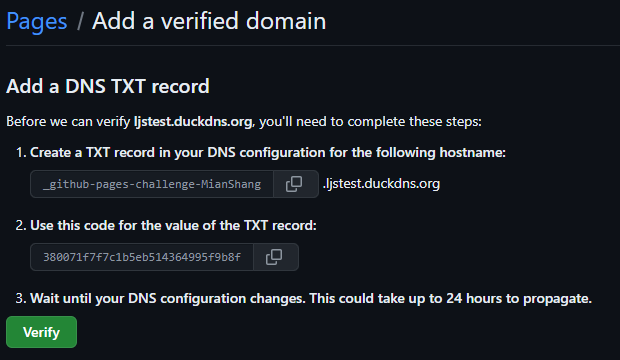 Pages / Add a verified domain
Add a DNS TXT record
Before we can verify ljstest.duckdns.org, you'll need to complete these steps:
1. Create a TXT record in your DNS configuration for the following hostname:
_github-pages-challenge-MianShang .ljstest.duckdns.org
2. Use this code for the value of the TXT record:
380071f7f7c1b5eb514364995f9b8f
3. Wait until your DNS configuration changes. This could take up to 24 hours to propagate.
Verify